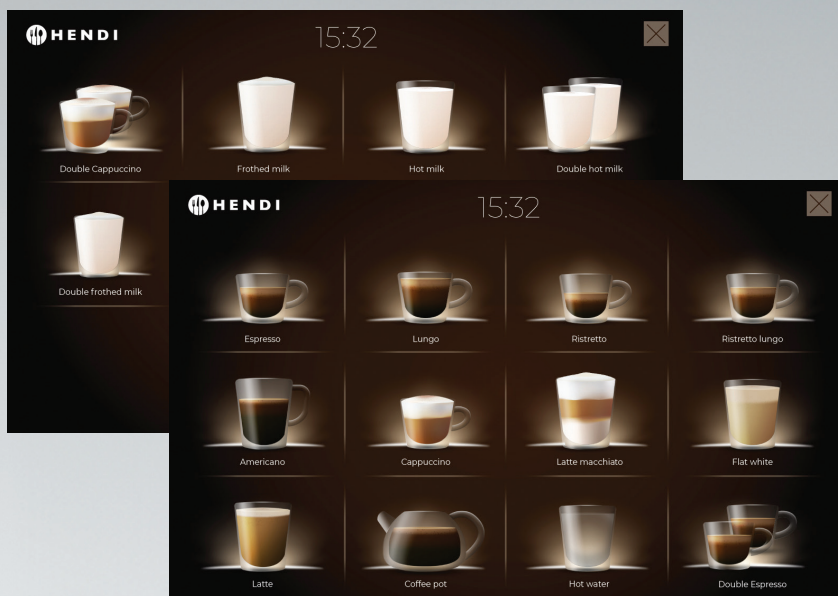 HENDI
15:32
Double Cappuccino
Frothed milk
Hot milk
Double hot milk
Double frothed milk
HENDI
15:32
Espresso
Lungo
Ristretto
Ristretto lungo
Americano
Cappuccino
Latte macchiato
Flat white
Latte
Coffee pot
Hot water
Double Espresso